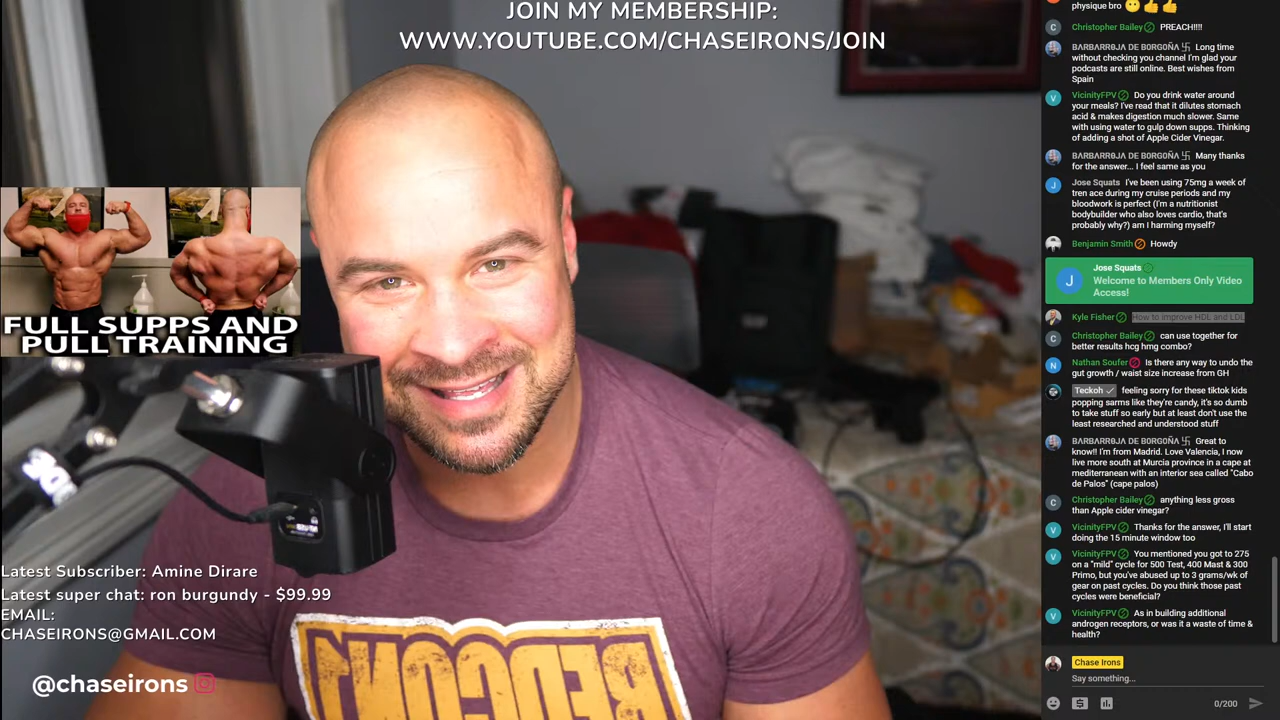 JOIN MY MEMBERSHIP:
WWW.YOUTUBE.COM/CHASEIRONS/JOIN
FULL SUPPS AND
PULL TRAINING
Latest Subscriber: Amine Dirare
Latest super chat: ron burgundy - $99.99
EMAIL:
CHASEIRONS@GMAIL.COM
@chaseirons
physique bro 😶👍👍
C Christopher Bailey PREACH!!!!
BARBARRØJA DE BØRGOÑA 卐 Long time
without checking you channel I'm glad your
podcasts are still online. Best wishes from
Spain
V VicinityFPV Do you drink water around
your meals? I've read that it dilutes stomach
acid & makes digestion much slower. Same
with using water to gulp down supps. Thinking
of adding a shot of Apple Cider Vinegar.
BARBARRØJA DE BØRGOÑA 卐 Many thanks
for the answer... I feel same as you
J Jose Squats I've been using 75mg a week of
tren ace during my cruise periods and my
bloodwork is perfect (I'm a nutritionist
bodybuilder who also loves cardio, that's
probably why?) am I harming myself?
Benjamin Smith Howdy
J Jose Squats
Welcome to Members Only Video
Access!
Kyle Fisher How to improve HDL and LDL
C Christopher Bailey can use together for
better results hcg hmg combo?
N Nathan Soufer Is there any way to undo the
gut growth / waist size increase from GH
Teckoh ✓ feeling sorry for these tiktok kids
popping sarms like they're candy, it's so dumb
to take stuff so early but at least don't use the
least researched and understood stuff
BARBARRØJA DE BØRGOÑA 卐 Great to
know!! I'm from Madrid. Love Valencia, I now
live more south at Murcia province in a cape at
mediterranean with an interior sea called "Cabo
de Palos" (cape palos)
C Christopher Bailey anything less gross
than Apple cider vinegar?
V VicinityFPV Thanks for the answer, I'll start
doing the 15 minute window too
V VicinityFPV You mentioned you got to 275
on a "mild" cycle for 500 Test, 400 Mast & 300
Primo, but you've abused up to 3 grams/wk of
gear on past cycles. Do you think those past
cycles were beneficial?
V VicinityFPV As in building additional
androgen receptors, or was it a waste of time &
health?
Chase Irons
Say something...
0/200